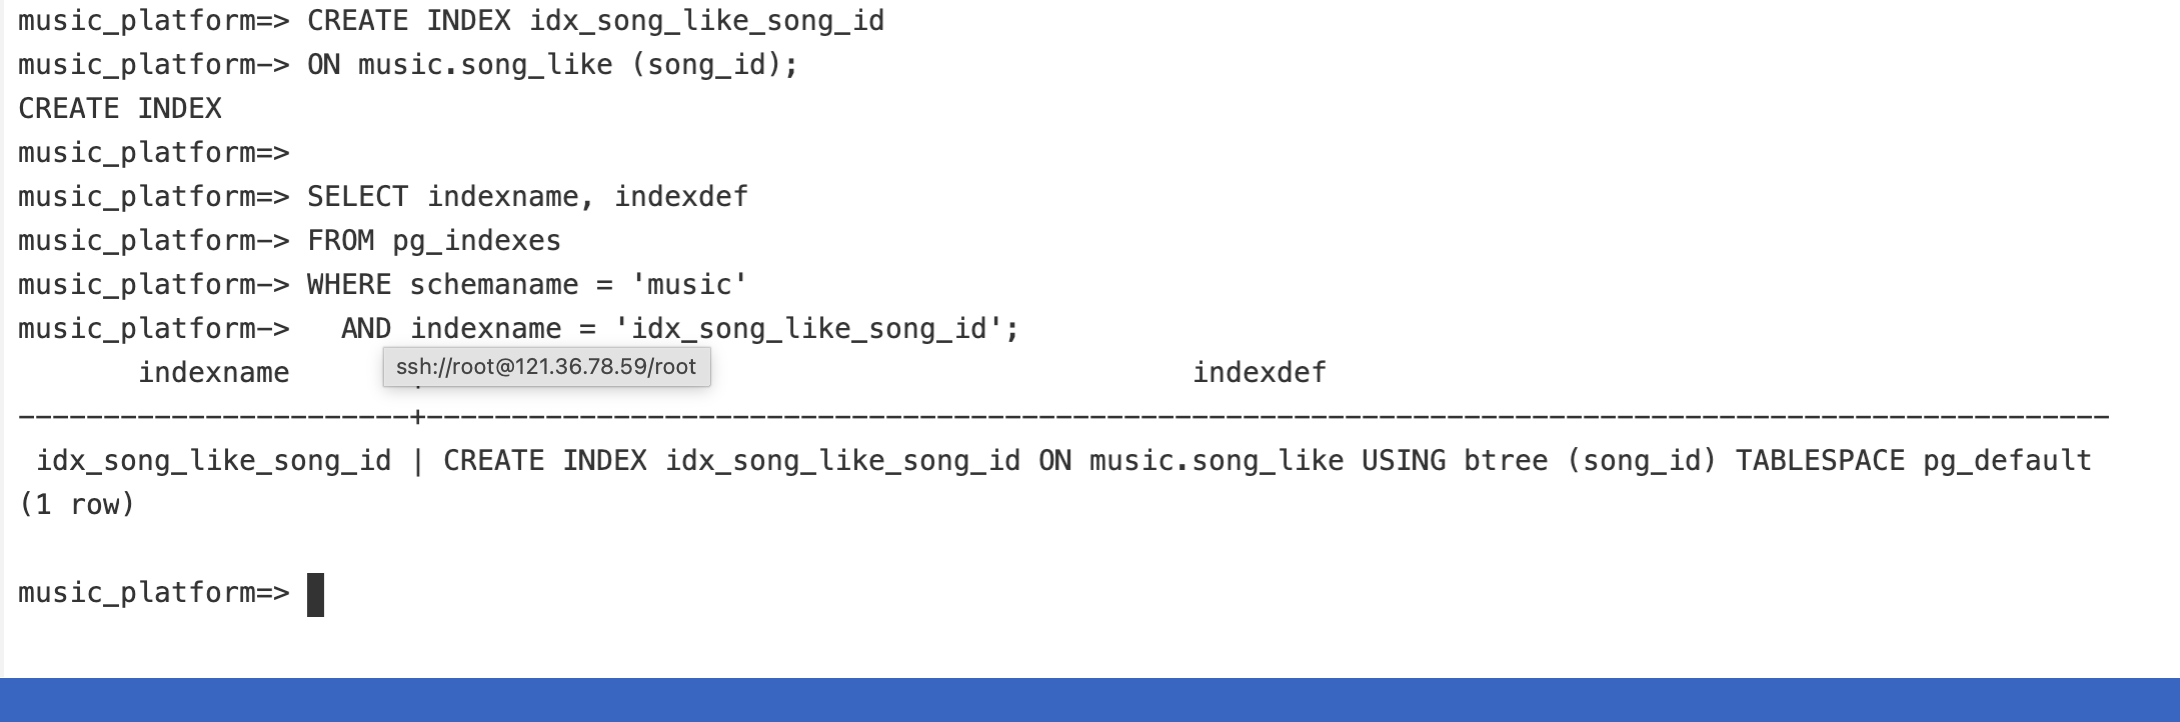 music_platform=> CREATE INDEX idx_song_like_song_id
music_platform-> ON music.song_like (song_id);
CREATE INDEX
music_platform=>
music_platform=> SELECT indexname, indexdef
music_platform-> FROM pg_indexes
music_platform-> WHERE schemaname = 'music'
music_platform->   AND indexname = 'idx_song_like_song_id';
ssh://root@121.36.78.59/root
       indexname                                                     indexdef
-----------------------+---------------------------------------------------------------------------------------------------
 idx_song_like_song_id | CREATE INDEX idx_song_like_song_id ON music.song_like USING btree (song_id) TABLESPACE pg_default
(1 row)
music_platform=>